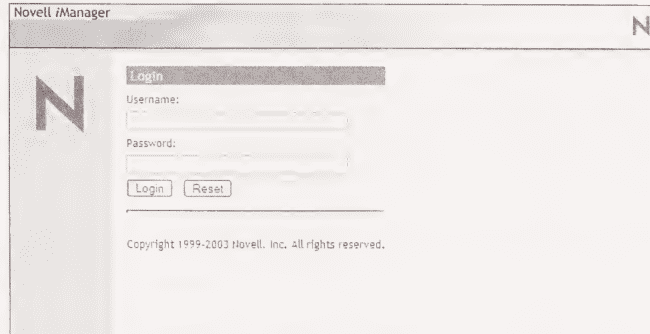 Novell iManager
N
N
Login
Username:
Password:
Login Reset
Copyright 1999-2003 Novell. Inc. All rights reserved.